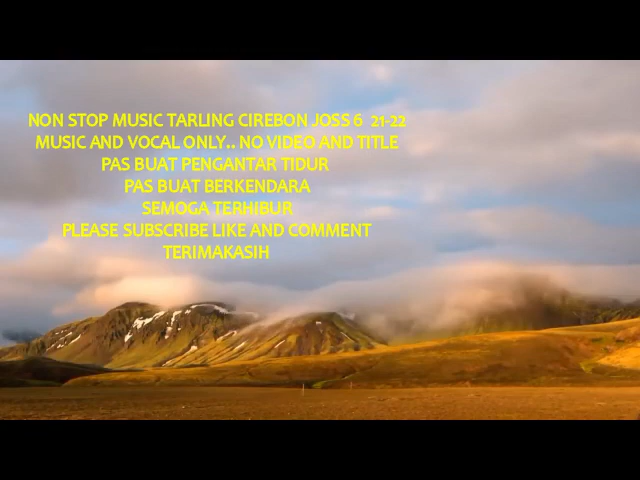 NON STOP MUSIC TARLING CIREBON JOSS 6  21-22
MUSIC AND VOCAL ONLY.. NO VIDEO AND TITLE
PAS BUAT PENGANTAR TIDUR
PAS BUAT BERKENDARA
SEMOGA TERHIBUR
PLEASE SUBSCRIBE LIKE AND COMMENT
TERIMAKASIH